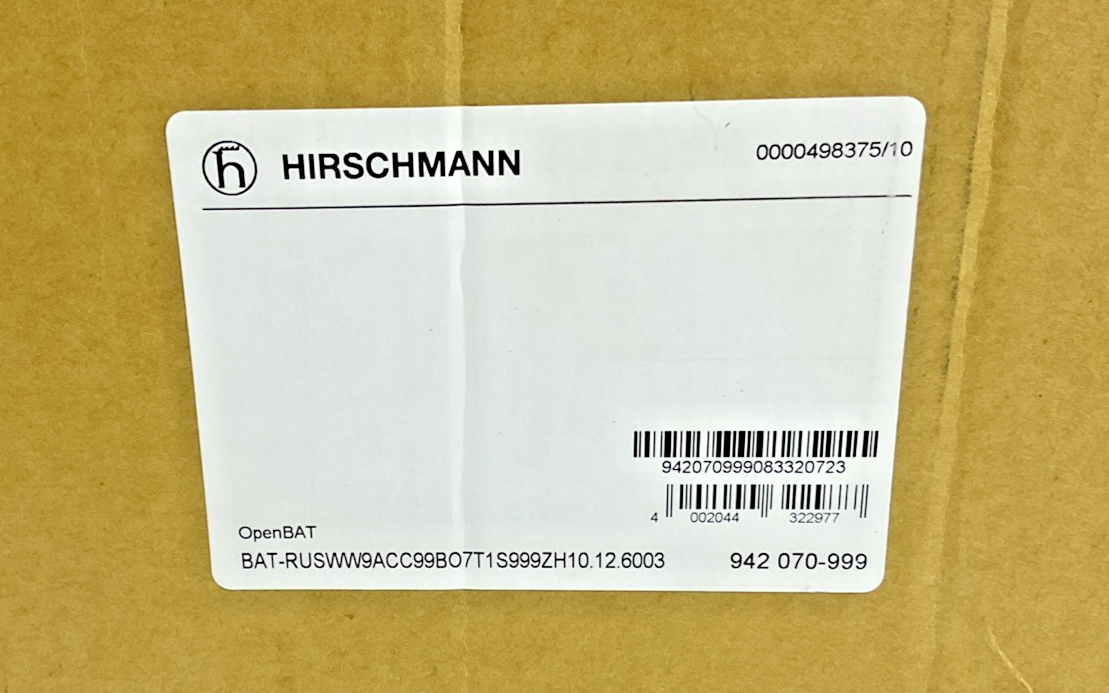 HIRSCHMANN
0000498375/10
942070999083320723
4 002044 322977
OpenBAT
BAT-RUSWW9ACC99BO7T1S999ZH10.12.6003
942 070-999